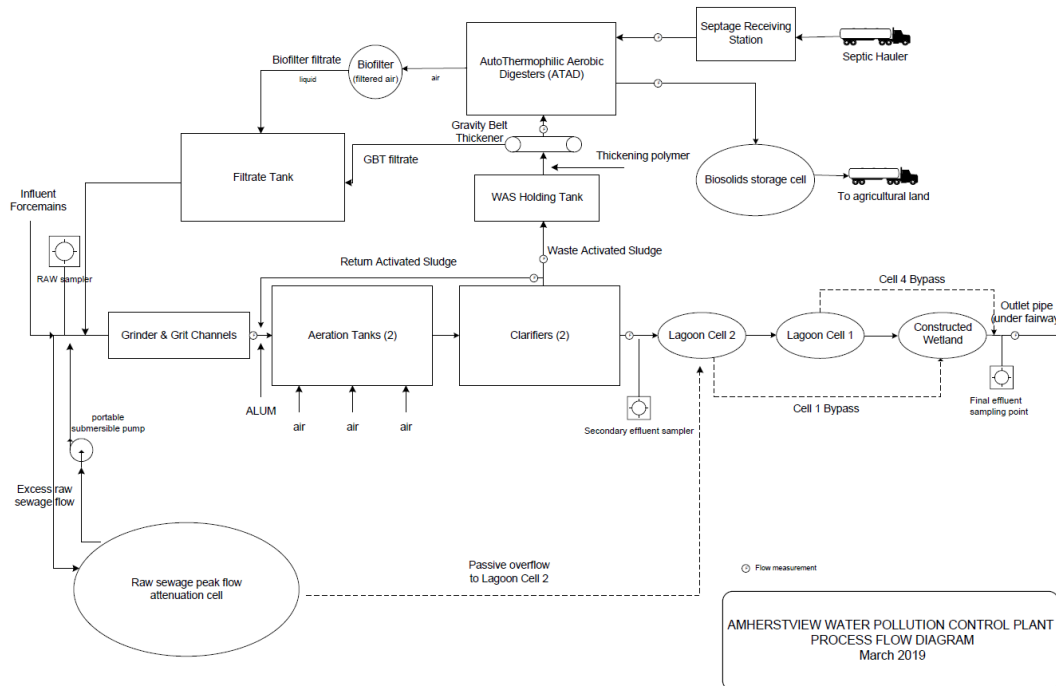 Septage Receiving
Station
Septic Hauler
Biofilter filtrate
liquid
Biofilter
(filtered air)
air
AutoThermophilic Aerobic
Digesters (ATAD)
Gravity Belt
Thickener
GBT filtrate
Thickening polymer
Filtrate Tank
WAS Holding Tank
Biosolids storage cell
To agricultural land
Influent
Forcemains
RAW sampler
Return Activated Sludge
Waste Activated Sludge
Cell 4 Bypass
Outlet pipe
(under fairway)
Grinder & Grit Channels
Aeration Tanks (2)
Clarifiers (2)
Lagoon Cell 2
Lagoon Cell 1
Constructed
Wetland
ALUM
air
air
air
Secondary effluent sampler
Cell 1 Bypass
Final effluent
sampling point
portable
submersible pump
Excess raw
sewage flow
Raw sewage peak flow
attenuation cell
Passive overflow
to Lagoon Cell 2
Flow measurement
AMHERSTVIEW WATER POLLUTION CONTROL PLANT
PROCESS FLOW DIAGRAM
March 2019